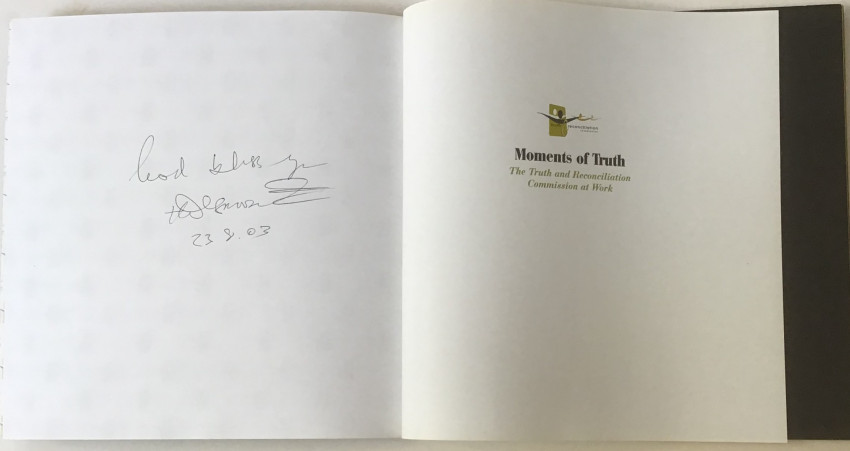 God bless you
23.8.03
Moments of Truth
The Truth and Reconciliation
Commission at Work